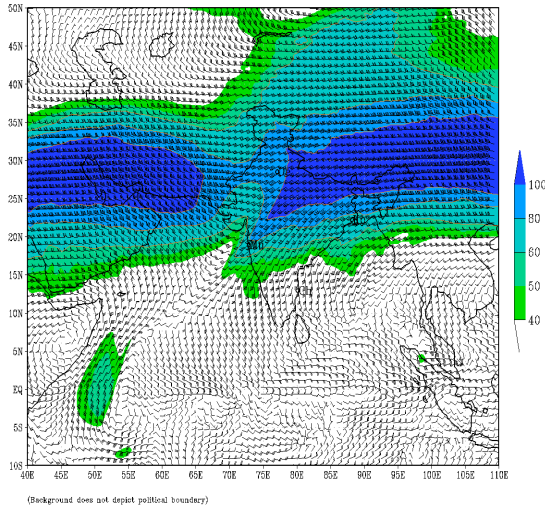 50N
45N
40N
35N
30N
25N
20N
15N
10N
5N
EQ
5S
10S
40E 45E 50E 55E 60E 65E 70E 75E 80E 85E 90E 95E 100E 105E 110E
100
80
60
40
(Background does not depict political boundary)